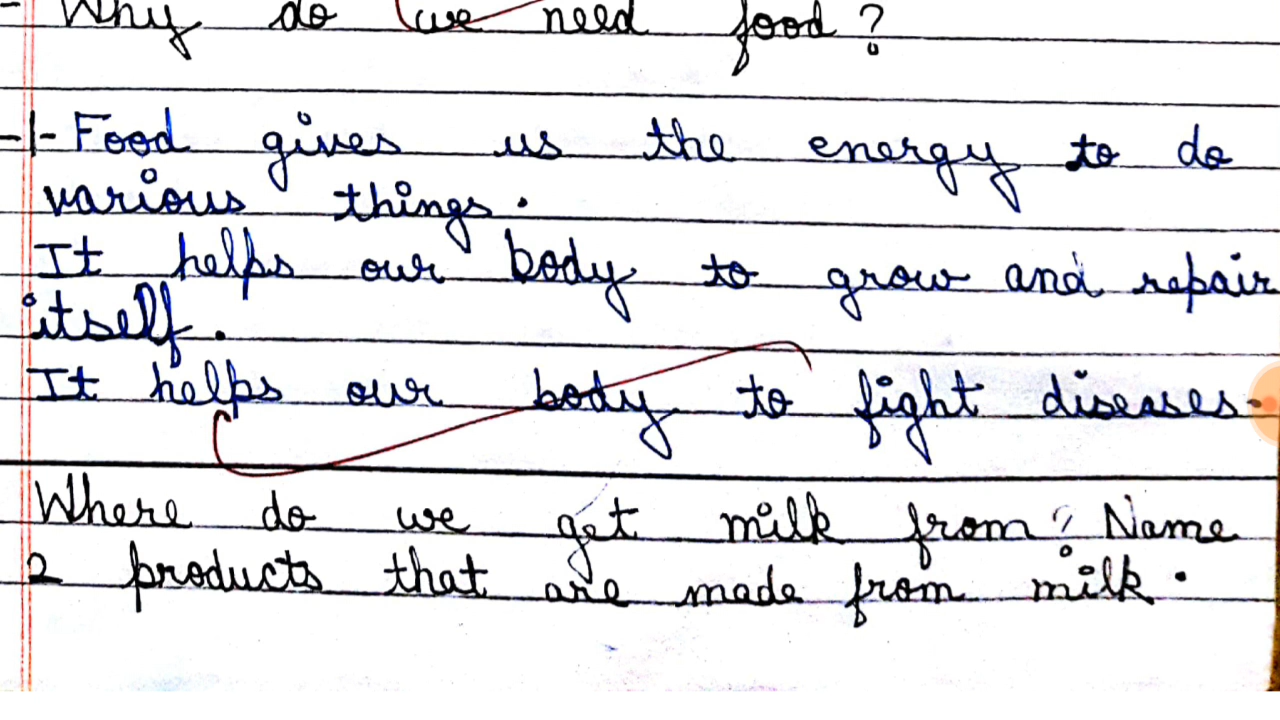 - Why do we need food?
-1- Food gives us the energy to do
various things.
It helps our body to grow and repair
itself.
It helps our body to fight diseases.
Where do we get milk from? Name
2 products that are made from milk.